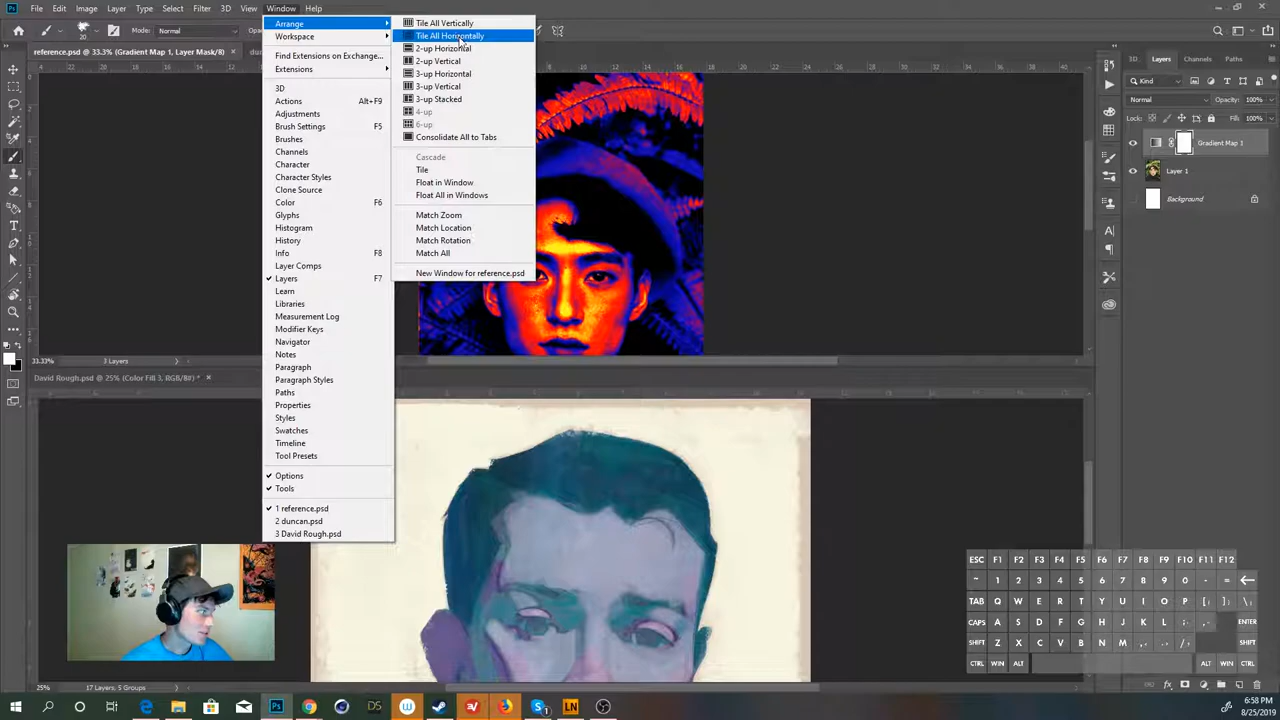 Ps File Edit Image Layer Type Select Filter 3D View Window Help
Mode: Normal
20
reference.psd @ 33.3% (Gradient Map 1, Layer Mask/8) ×
Arrange
Workspace
Find Extensions on Exchange...
Extensions
3D
Actions Alt+F9
Adjustments
Brush Settings F5
Brushes
Channels
Character
Character Styles
Clone Source
Color F6
Glyphs
Histogram
History
Info F8
Layer Comps
Layers F7
Learn
Libraries
Measurement Log
Modifier Keys
Navigator
Notes
Paragraph
Paragraph Styles
Paths
Properties
Styles
Swatches
Timeline
Tool Presets
Options
Tools
1 reference.psd
2 duncan.psd
3 David Rough.psd
Tile All Vertically
Tile All Horizontally
2-up Horizontal
2-up Vertical
3-up Horizontal
3-up Vertical
3-up Stacked
4-up
6-up
Consolidate All to Tabs
Cascade
Tile
Float in Window
Float All in Windows
Match Zoom
Match Location
Match Rotation
Match All
New Window for reference.psd
33.33% 3 Layers
David Rough.psd @ 25% (Color Fill 3, RGB/8#) * ×
25% 17 Layers, 5 Groups
3D Layers Channels Paths
Kind
Normal Opacity: 100%
Lock: Fill: 100%
Gradient Map 1
Layer 1
Background
ESC F1 F2 F3 F4 F5 F6 F7 F8 F9 F10 F11 F12
~ 1 2 3 4 5 6 7 8 9 0 - =
TAB Q W E R T Y U I O P [ ] \
CAPS A S D F G H J K L ; ENTER
SHIFT Z X C V B N M SHIFT
CTRL WIN ALT ALT WIN CTRL
DS LN
6:58 PM
8/25/2019